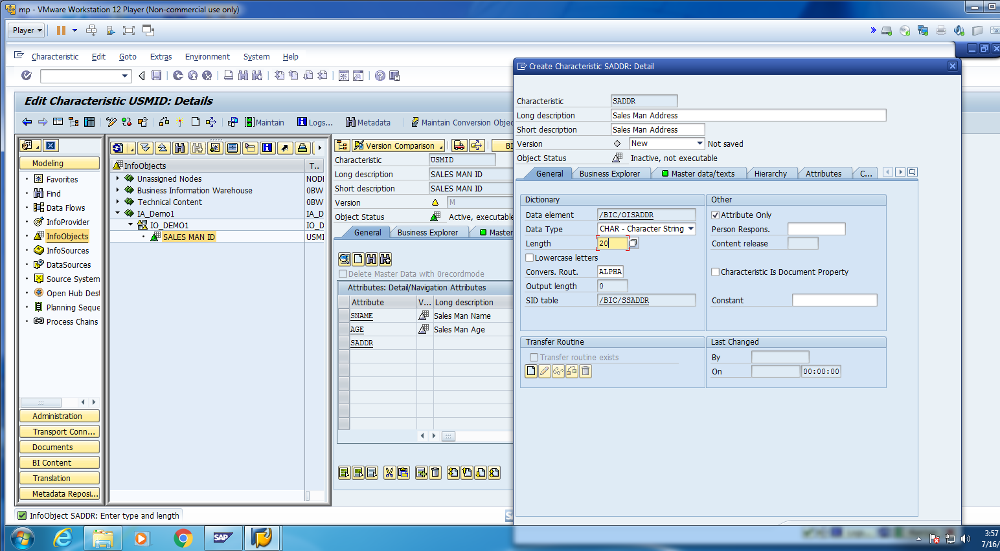 mp - VMware Workstation 12 Player (Non-commercial use only)
Player
Characteristic Edit Goto Extras Environment System Help
Edit Characteristic USMID: Details
Maintain Logs... Metadata Maintain Conversion Objec
Modeling
Favorites
Find
Data Flows
InfoProvider
InfoObjects
InfoSources
DataSources
Source System
Open Hub Dest
Planning Seque
Process Chains
Administration
Transport Conn...
Documents
BI Content
Translation
Metadata Reposi...
InfoObjects T..
Unassigned Nodes NODI
Business Information Warehouse 0BW
Technical Content 0BW
IA_Demo1 IA_D
IO_DEMO1 IO_D
SALES MAN ID USMI
Version Comparison BI
Characteristic USMID
Long description SALES MAN ID
Short description SALES MAN ID
Version M
Object Status Active, executable
General Business Explorer Master
Delete Master Data with 0recordmode
Attributes: Detail/Navigation Attributes
Attribute V... Long description
SNAME Sales Man Name
AGE Sales Man Age
SADDR
Create Characteristic SADDR: Detail
Characteristic SADDR
Long description Sales Man Address
Short description Sales Man Address
Version New Not saved
Object Status Inactive, not executable
General Business Explorer Master data/texts Hierarchy Attributes C...
Dictionary
Data element /BIC/OISADDR
Data Type CHAR - Character String
Length 20
Lowercase letters
Convers. Rout. ALPHA
Output length 0
SID table /BIC/SSADDR
Other
Attribute Only
Person Respons.
Content release
Characteristic Is Document Property
Constant
Transfer Routine
Transfer routine exists
Last Changed
By
On 00:00:00
InfoObject SADDR: Enter type and length
SAP
3:57
7/16/